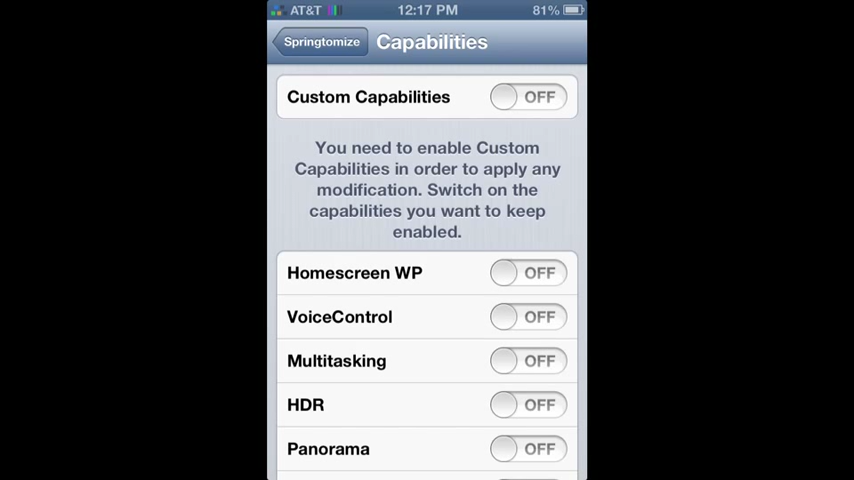 AT&T 12:17 PM 81%
Springtomize Capabilities
Custom Capabilities OFF
You need to enable Custom
Capabilities in order to apply any
modification. Switch on the
capabilities you want to keep
enabled.
Homescreen WP OFF
VoiceControl OFF
Multitasking OFF
HDR OFF
Panorama OFF